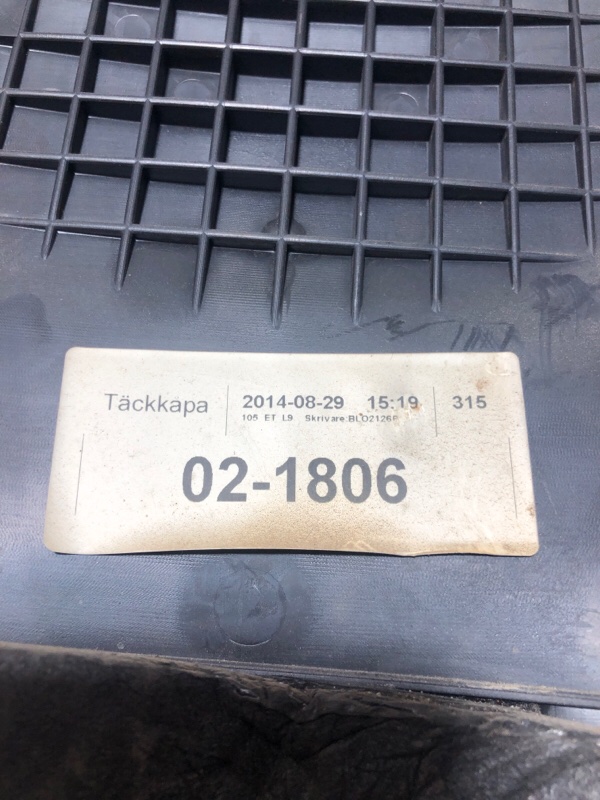 Täckkapa 2014-08-29 15:19 315
105 ET L9 Skrivare:BLO2126
02-1806